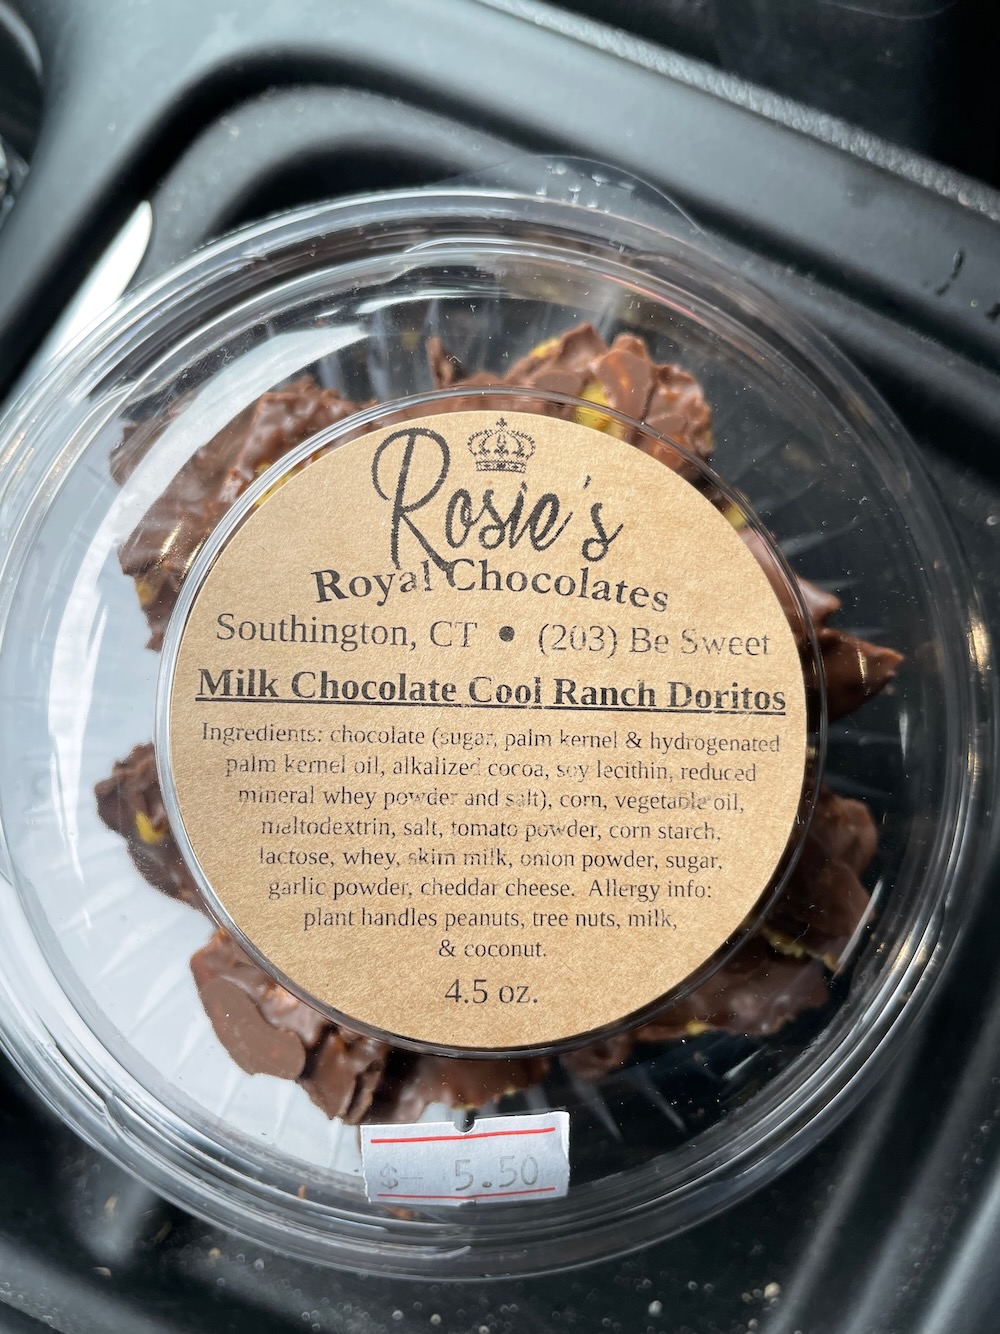 Rosie's
Royal Chocolates
Southington, CT • (203) Be Sweet
Milk Chocolate Cool Ranch Doritos
Ingredients: chocolate (sugar, palm kernel & hydrogenated
palm kernel oil, alkalized cocoa, soy lecithin, reduced
mineral whey powder and salt), corn, vegetable oil,
maltodextrin, salt, tomato powder, corn starch,
lactose, whey, skim milk, onion powder, sugar,
garlic powder, cheddar cheese. Allergy info:
plant handles peanuts, tree nuts, milk,
& coconut.
4.5 oz.
$- 5.50